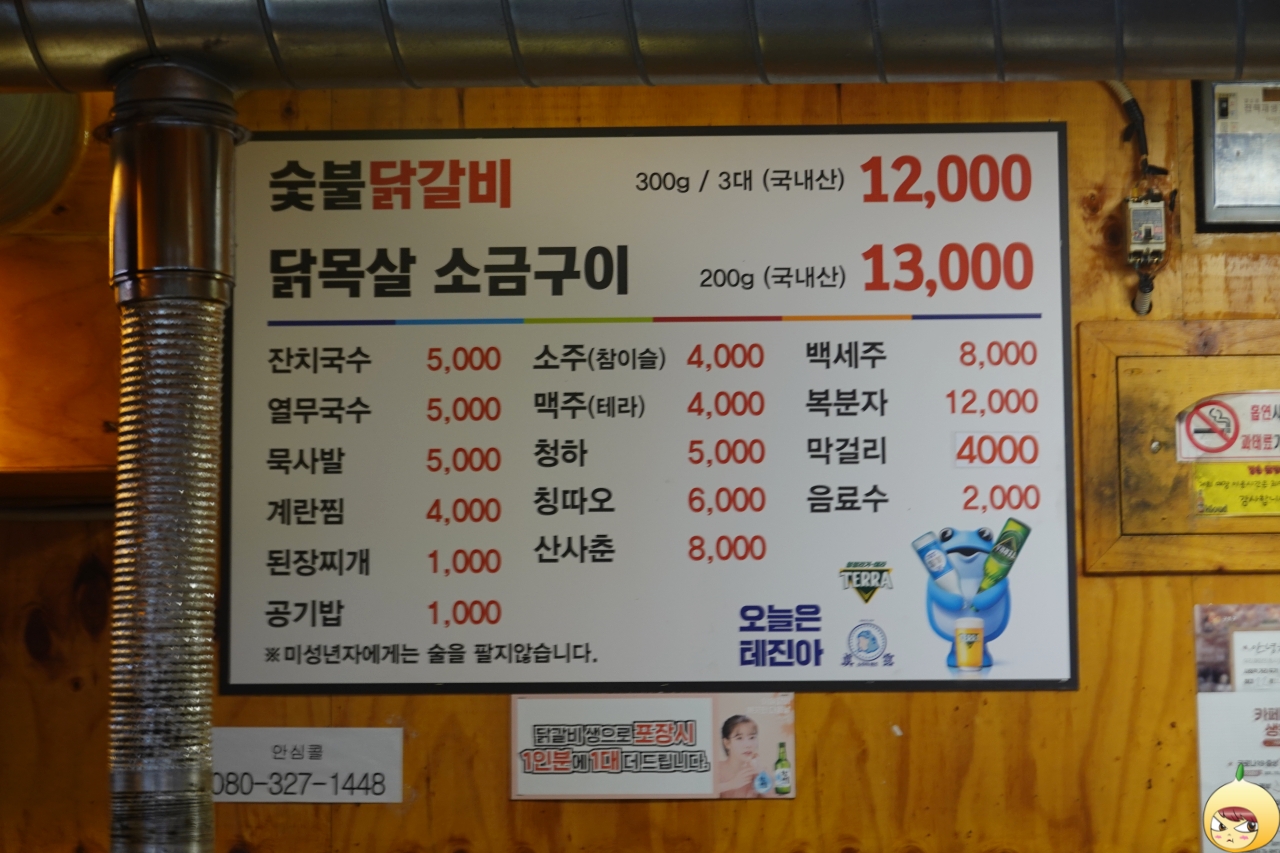 숯불닭갈비 300g / 3대 (국내산) 12,000
닭목살 소금구이 200g (국내산) 13,000
잔치국수 5,000
열무국수 5,000
묵사발 5,000
계란찜 4,000
된장찌개 1,000
공기밥 1,000
소주(참이슬) 4,000
맥주(테라) 4,000
청하 5,000
칭따오 6,000
산사춘 8,000
백세주 8,000
복분자 12,000
막걸리 4000
음료수 2,000
※미성년자에게는 술을 팔지않습니다.
TERRA
오늘은
테진아
안심콜
080-327-1448
닭갈비 생으로 포장시
1인분에 1대 더 드립니다.